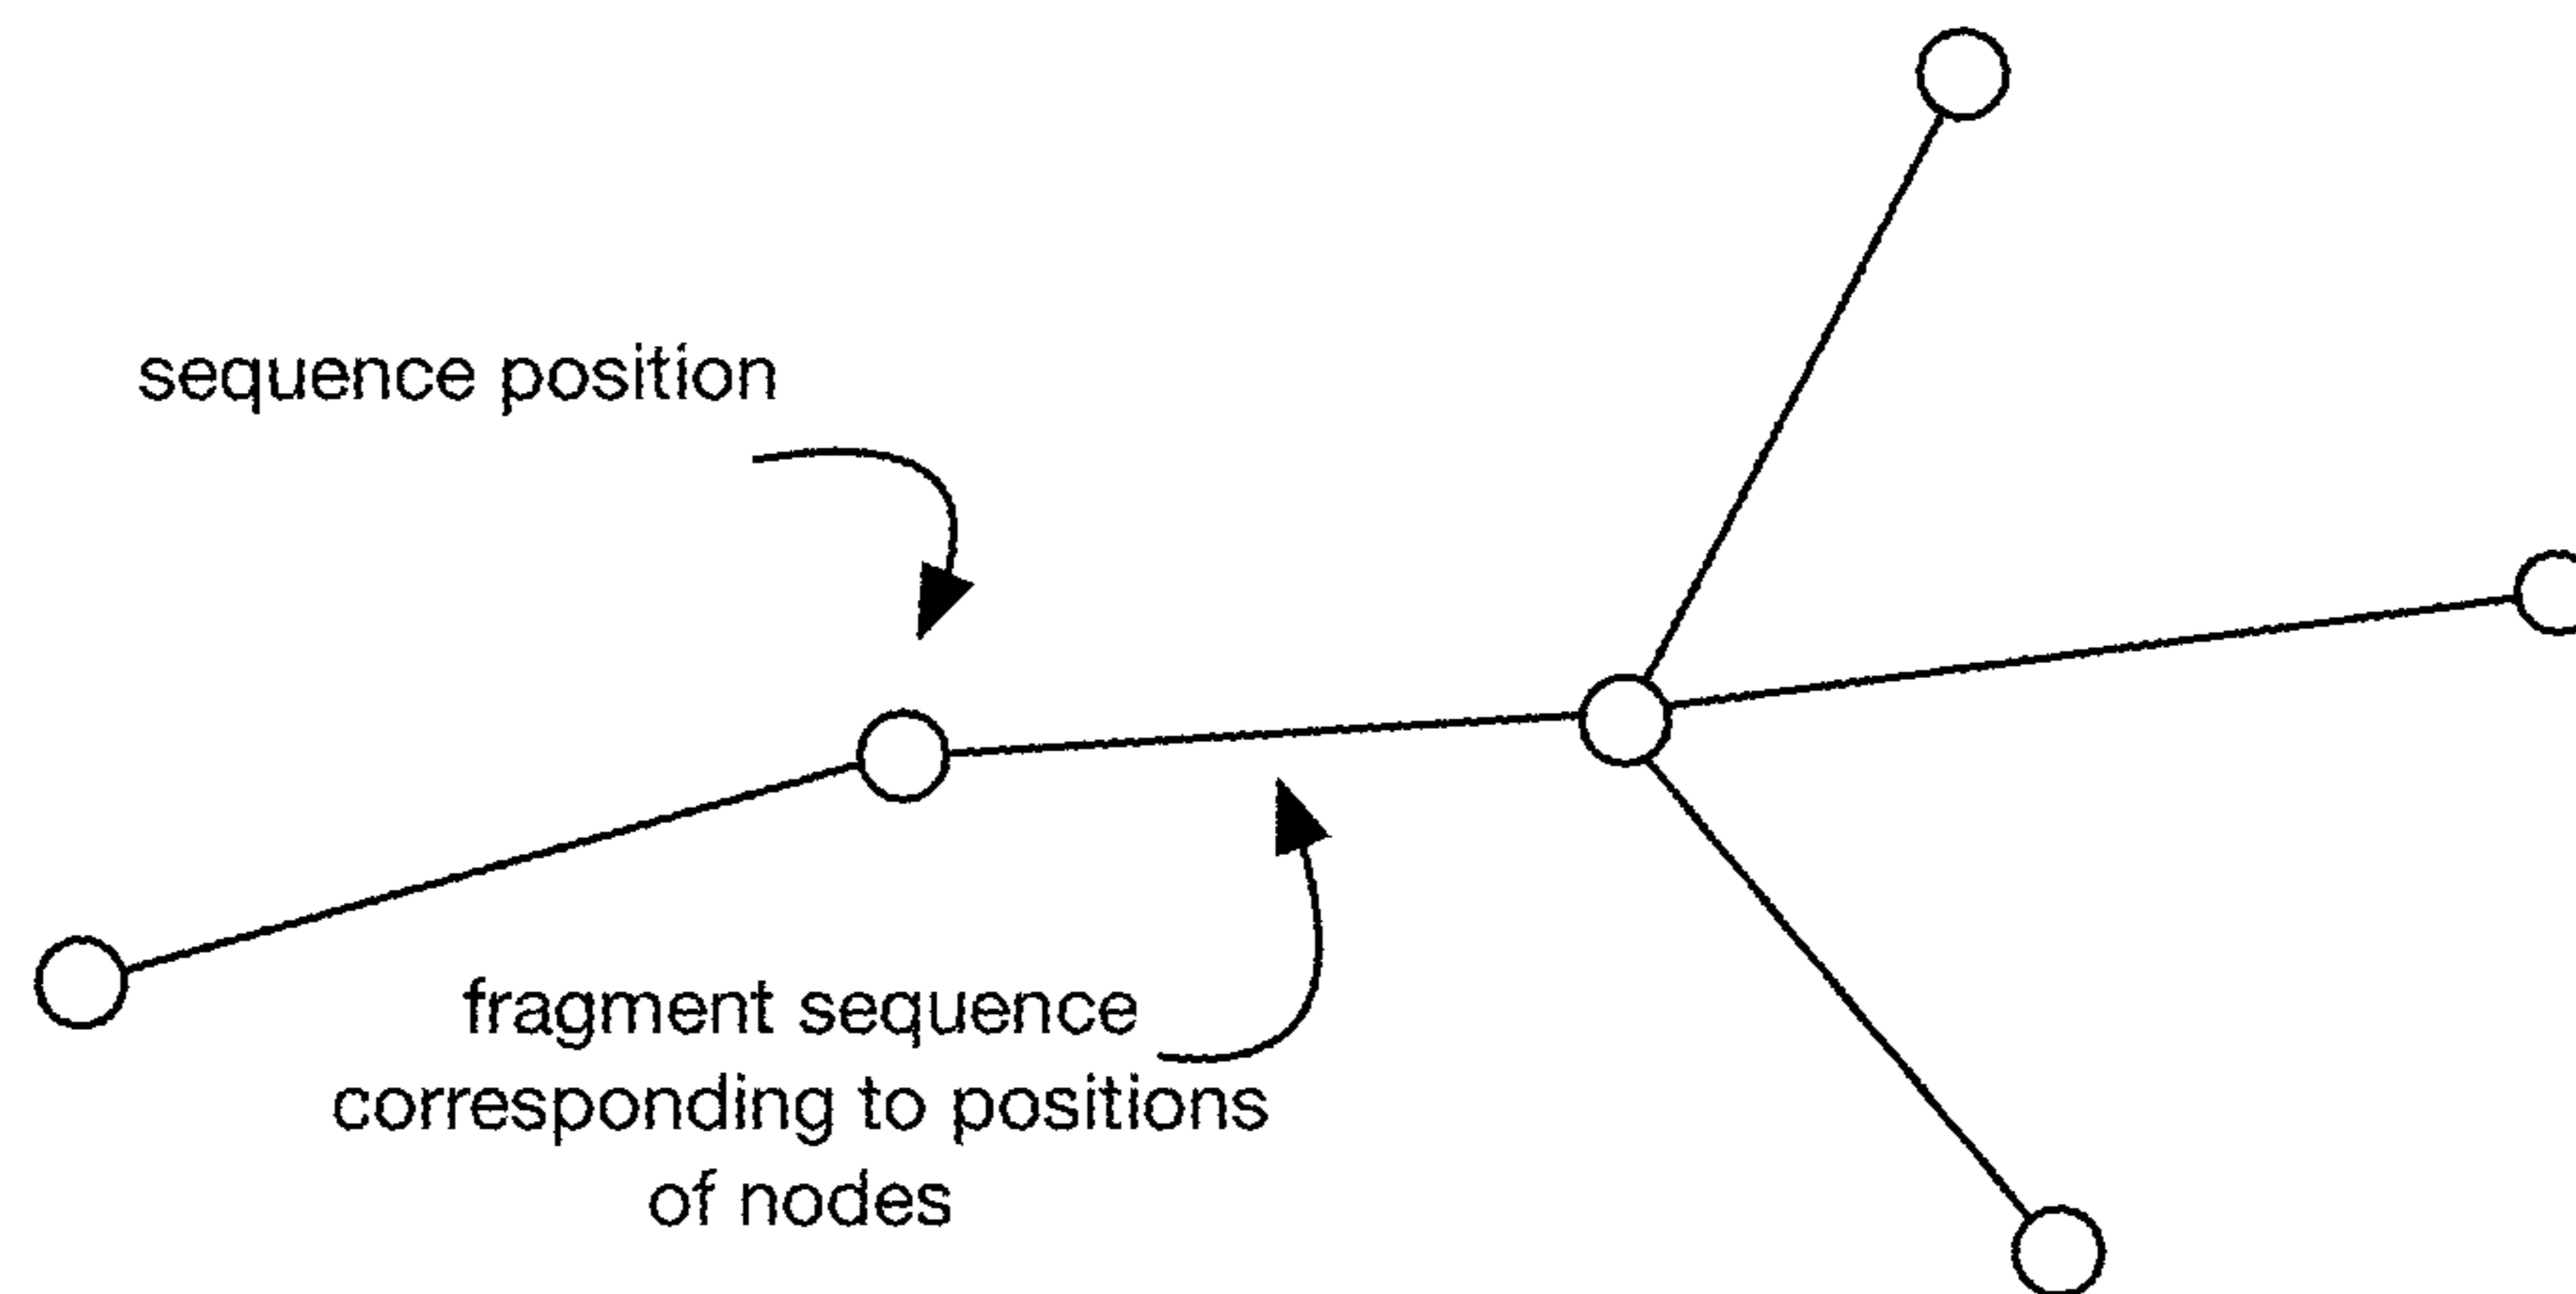 sequence position
fragment sequence
corresponding to positions
of nodes